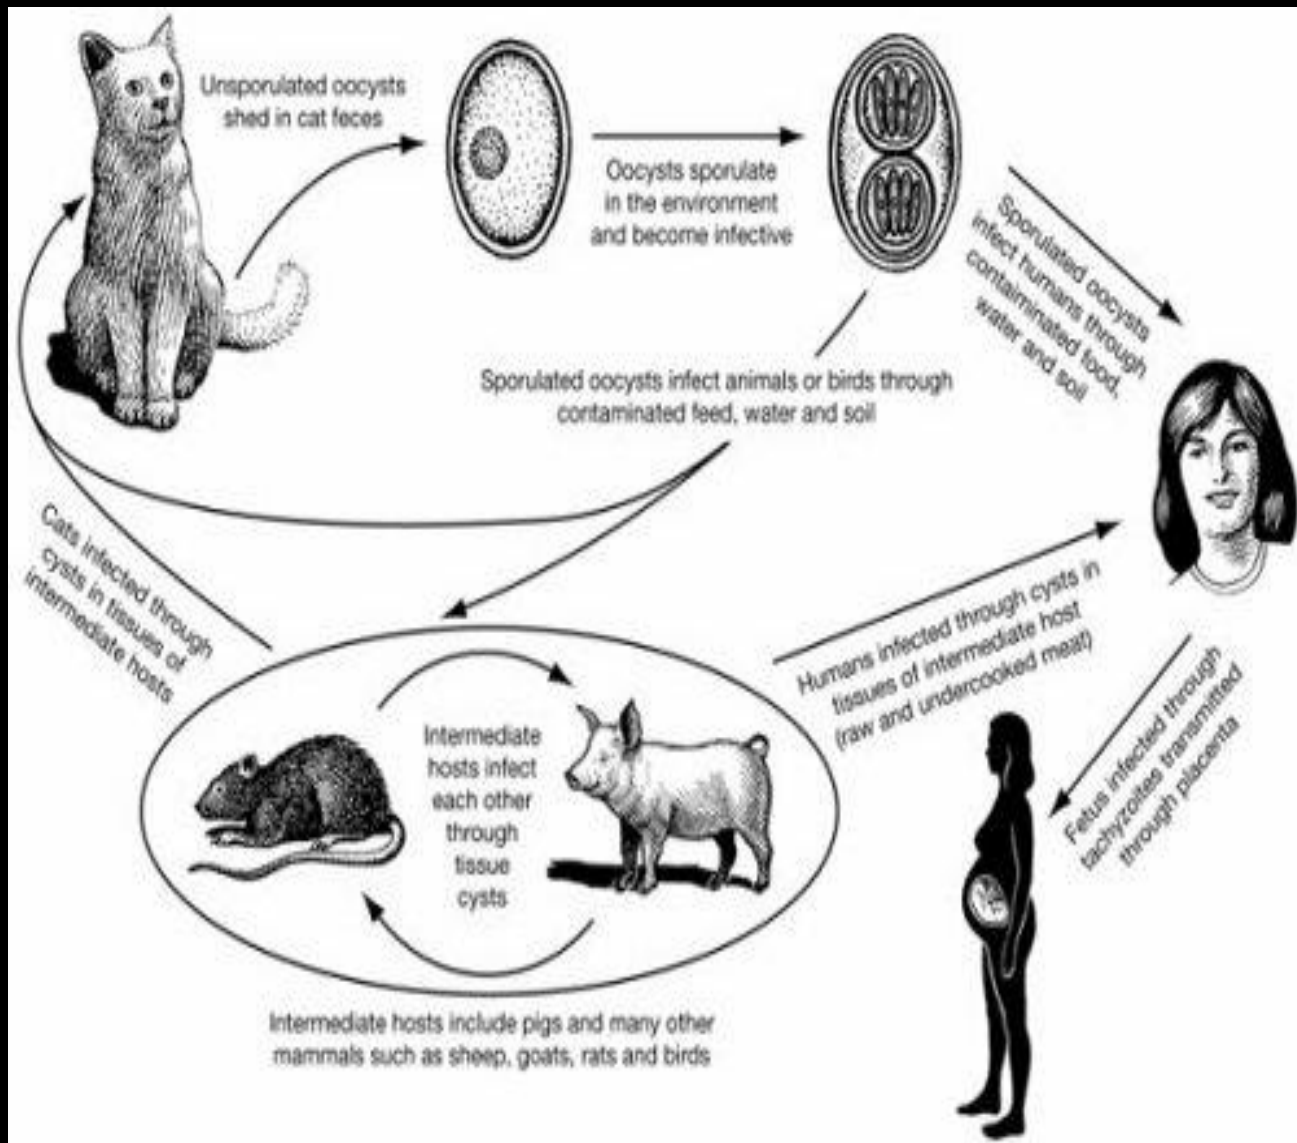 Unsporulated oocysts
shed in cat feces
Oocysts sporulate
in the environment
and become infective
Sporulated oocysts
infect humans through
contaminated food,
water and soil
Sporulated oocysts infect animals or birds through
contaminated feed, water and soil
Cats infected through
cysts in tissues of
intermediate hosts
Humans infected through cysts in
tissues of intermediate host
(raw and undercooked meat)
Fetus infected through
tachyzoites transmitted
through placenta
Intermediate
hosts infect
each other
through
tissue
cysts
Intermediate hosts include pigs and many other
mammals such as sheep, goats, rats and birds